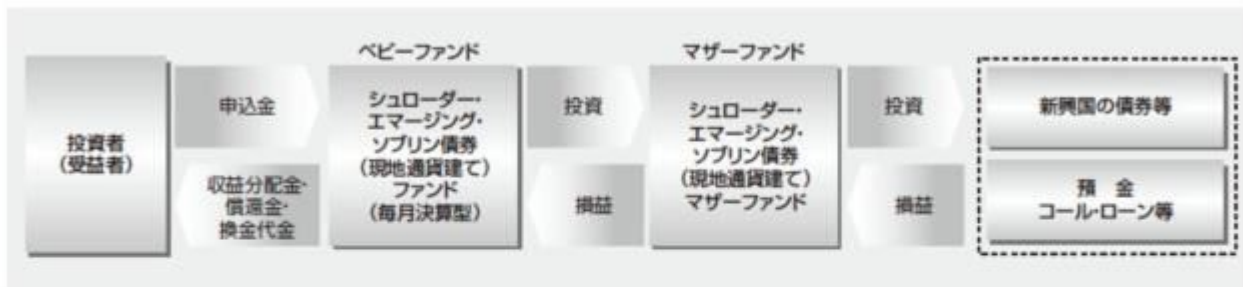 ベビーファンド
マザーファンド
投資者
(受益者)
申込金
収益分配金・
償還金・
換金代金
シュローダー・
エマージング・
ソブリン債券
(現地通貨建て)
ファンド
(毎月決算型)
投資
損益
シュローダー・
エマージング・
ソブリン債券
(現地通貨建て)
マザーファンド
投資
損益
新興国の債券等
預 金
コール・ローン等